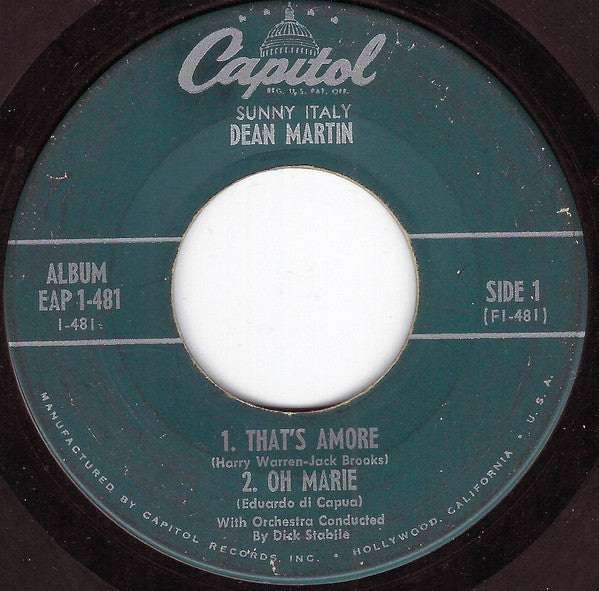 Capitol
REG. U.S. PAT. OFF.
SUNNY ITALY
DEAN MARTIN
ALBUM
EAP 1-481
1-481
SIDE 1
(F1-481)
1. THAT'S AMORE
(Harry Warren-Jack Brooks)
2. OH MARIE
(Eduardo di Capua)
With Orchestra Conducted
By Dick Stabile
MANUFACTURED BY CAPITOL RECORDS, INC. • HOLLYWOOD, CALIFORNIA • U.S.A.